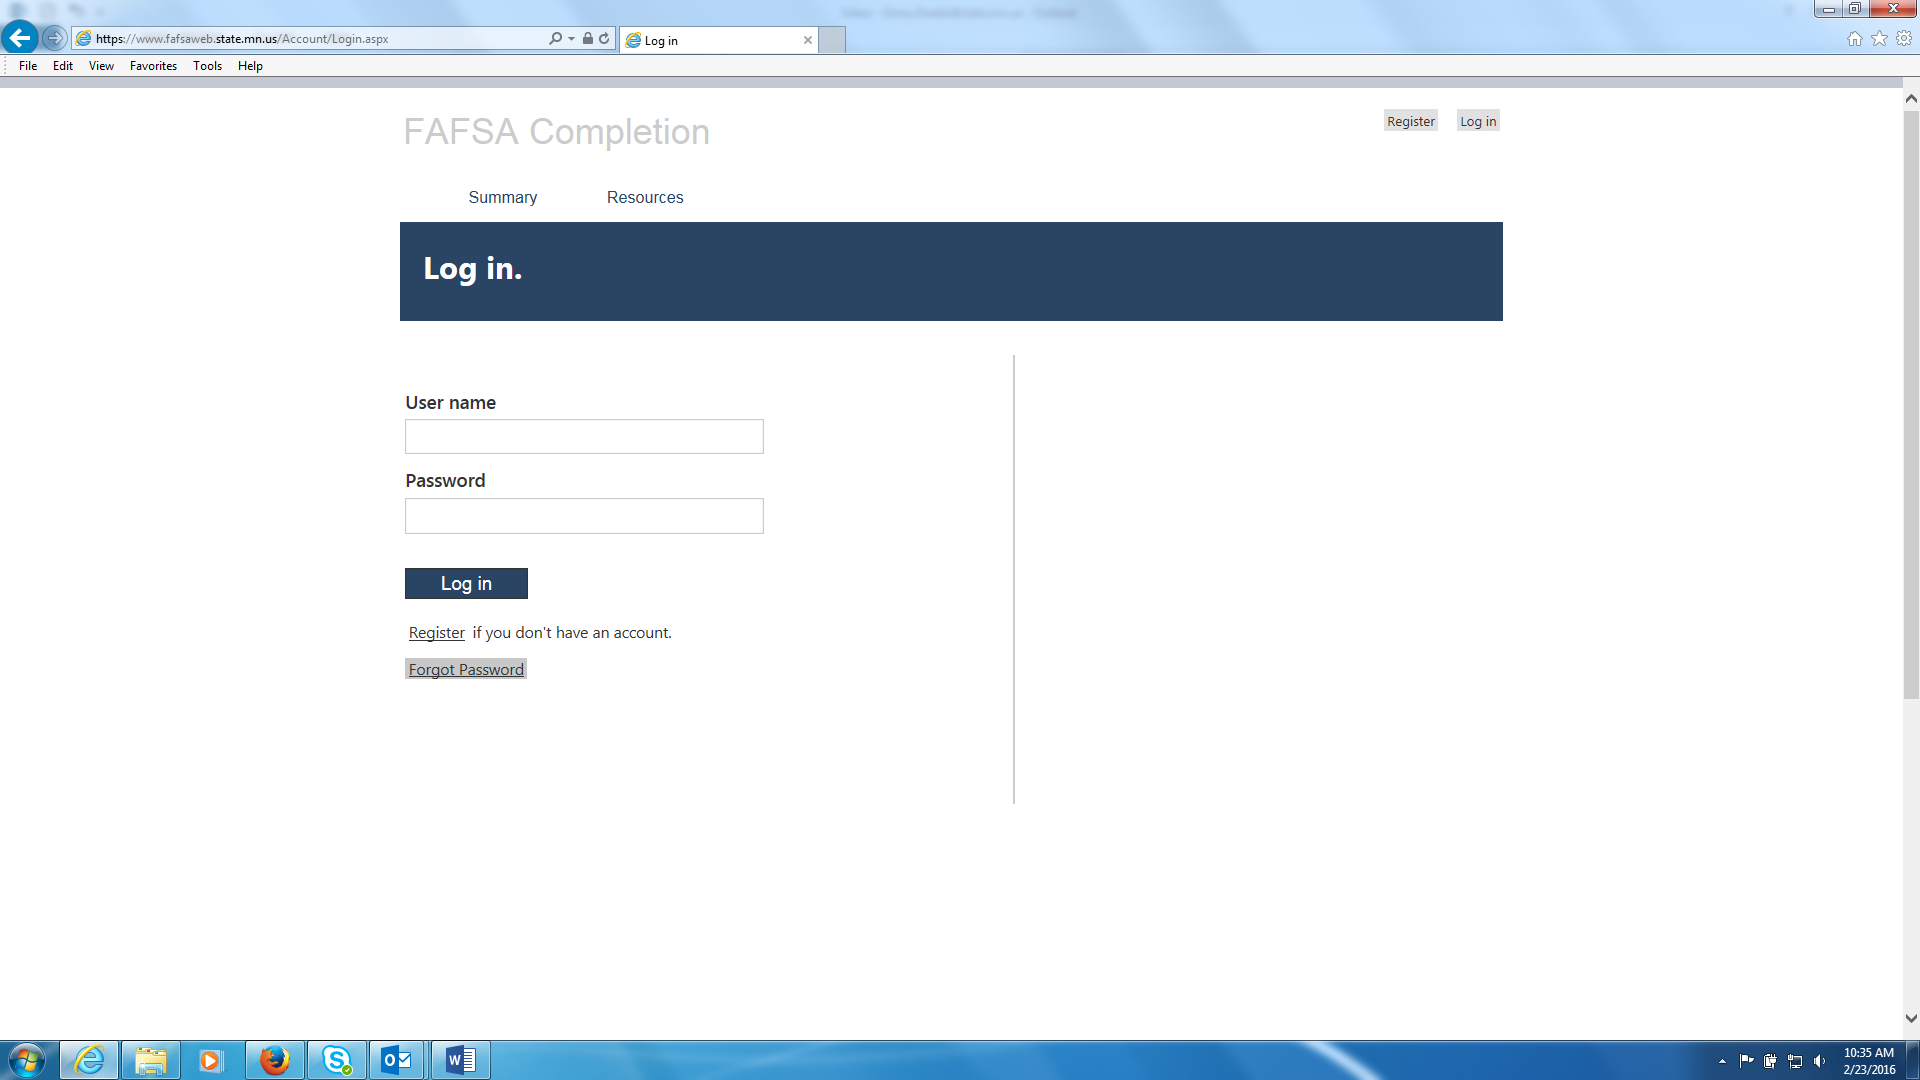 https://www.fafsaweb.state.mn.us/Account/Login.aspx
Log in
File Edit View Favorites Tools Help
FAFSA Completion
Register Log in
Summary Resources
Log in.
User name
Password
Log in
Register if you don't have an account.
Forgot Password
10:35 AM
2/23/2016